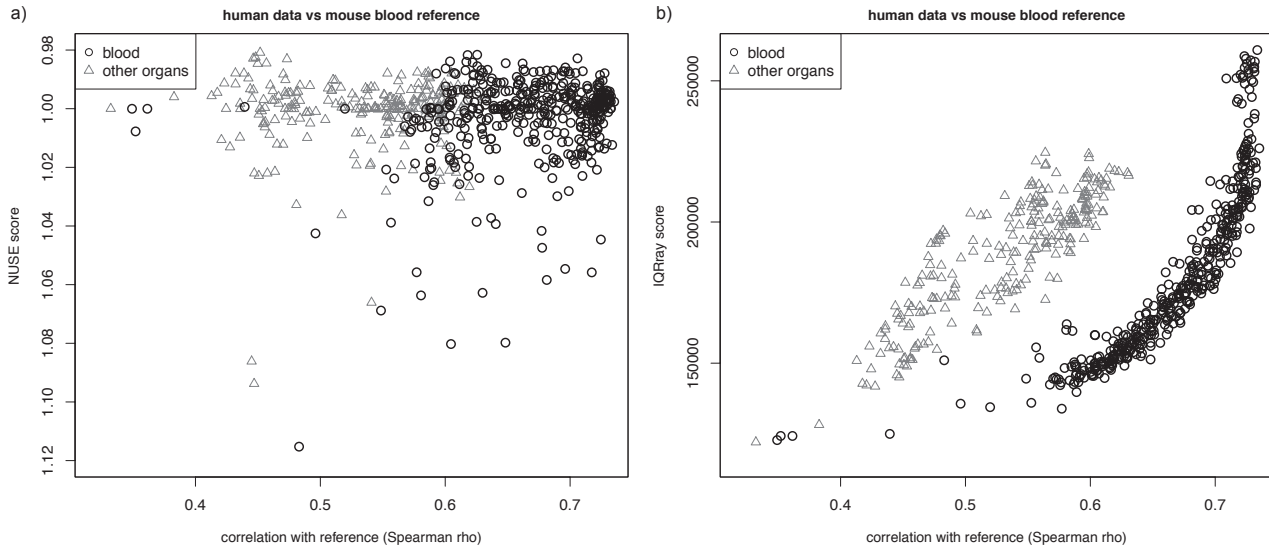 a)
human data vs mouse blood reference
blood
other organs
NUSE score
0.98
1.00
1.02
1.04
1.06
1.08
1.10
1.12
0.4 0.5 0.6 0.7
correlation with reference (Spearman rho)
b)
human data vs mouse blood reference
blood
other organs
IQRray score
250000
200000
150000
0.4 0.5 0.6 0.7
correlation with reference (Spearman rho)